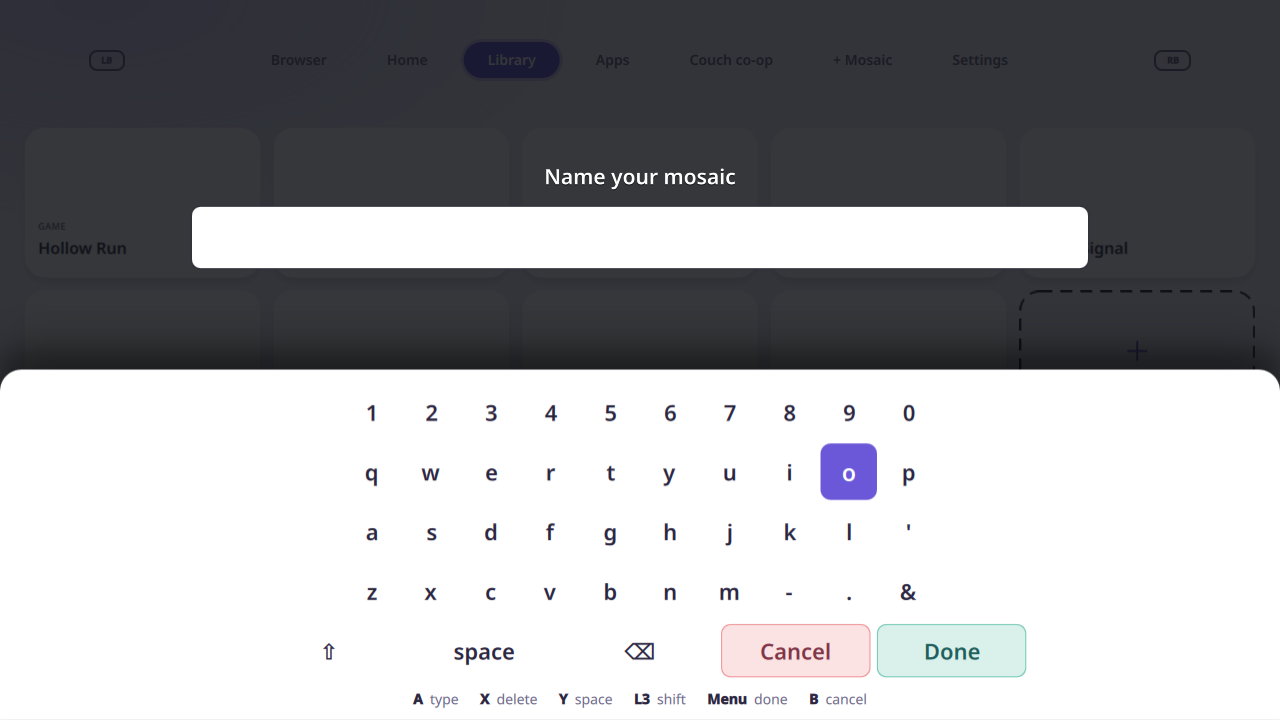 LB Browser Home Library Apps Couch co-op + Mosaic Settings RB
Name your mosaic
GAME
Hollow Run ignal
+
1 2 3 4 5 6 7 8 9 0
q w e r t y u i o p
a s d f g h j k l '
z x c v b n m - . &
⇧ space ⌫ Cancel Done
A type X delete Y space L3 shift Menu done B cancel